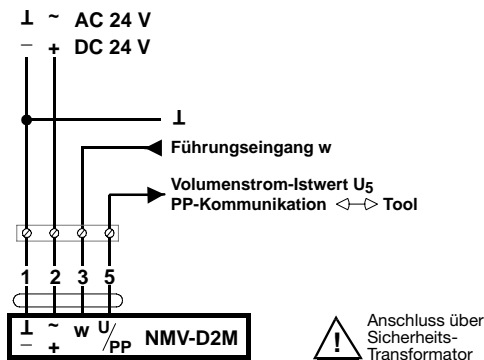 ⊥ ~ AC 24 V
– + DC 24 V
⊥
Führungseingang w
Volumenstrom-Istwert U5
PP-Kommunikation Tool
1 2 3 5
⊥ ~ w U/PP NMV-D2M
– +
! Anschluss über
Sicherheits-
Transformator